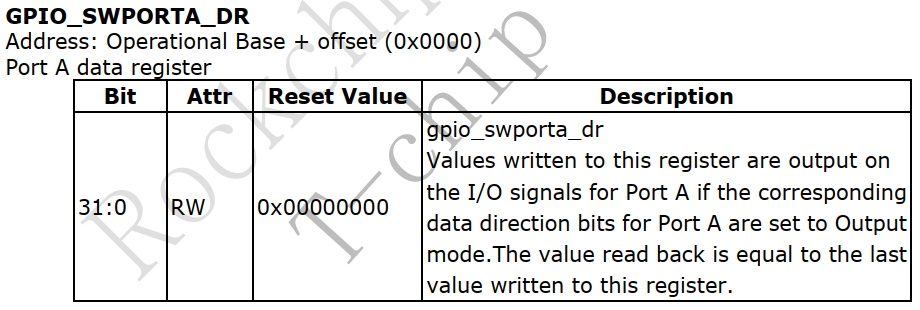 GPIO_SWPORTA_DR
Address: Operational Base + offset (0x0000)
Port A data register
Bit Attr Reset Value Description
31:0 RW 0x00000000
gpio_swporta_dr
Values written to this register are output on
the I/O signals for Port A if the corresponding
data direction bits for Port A are set to Output
mode.The value read back is equal to the last
value written to this register.
Rockchip
T-chip